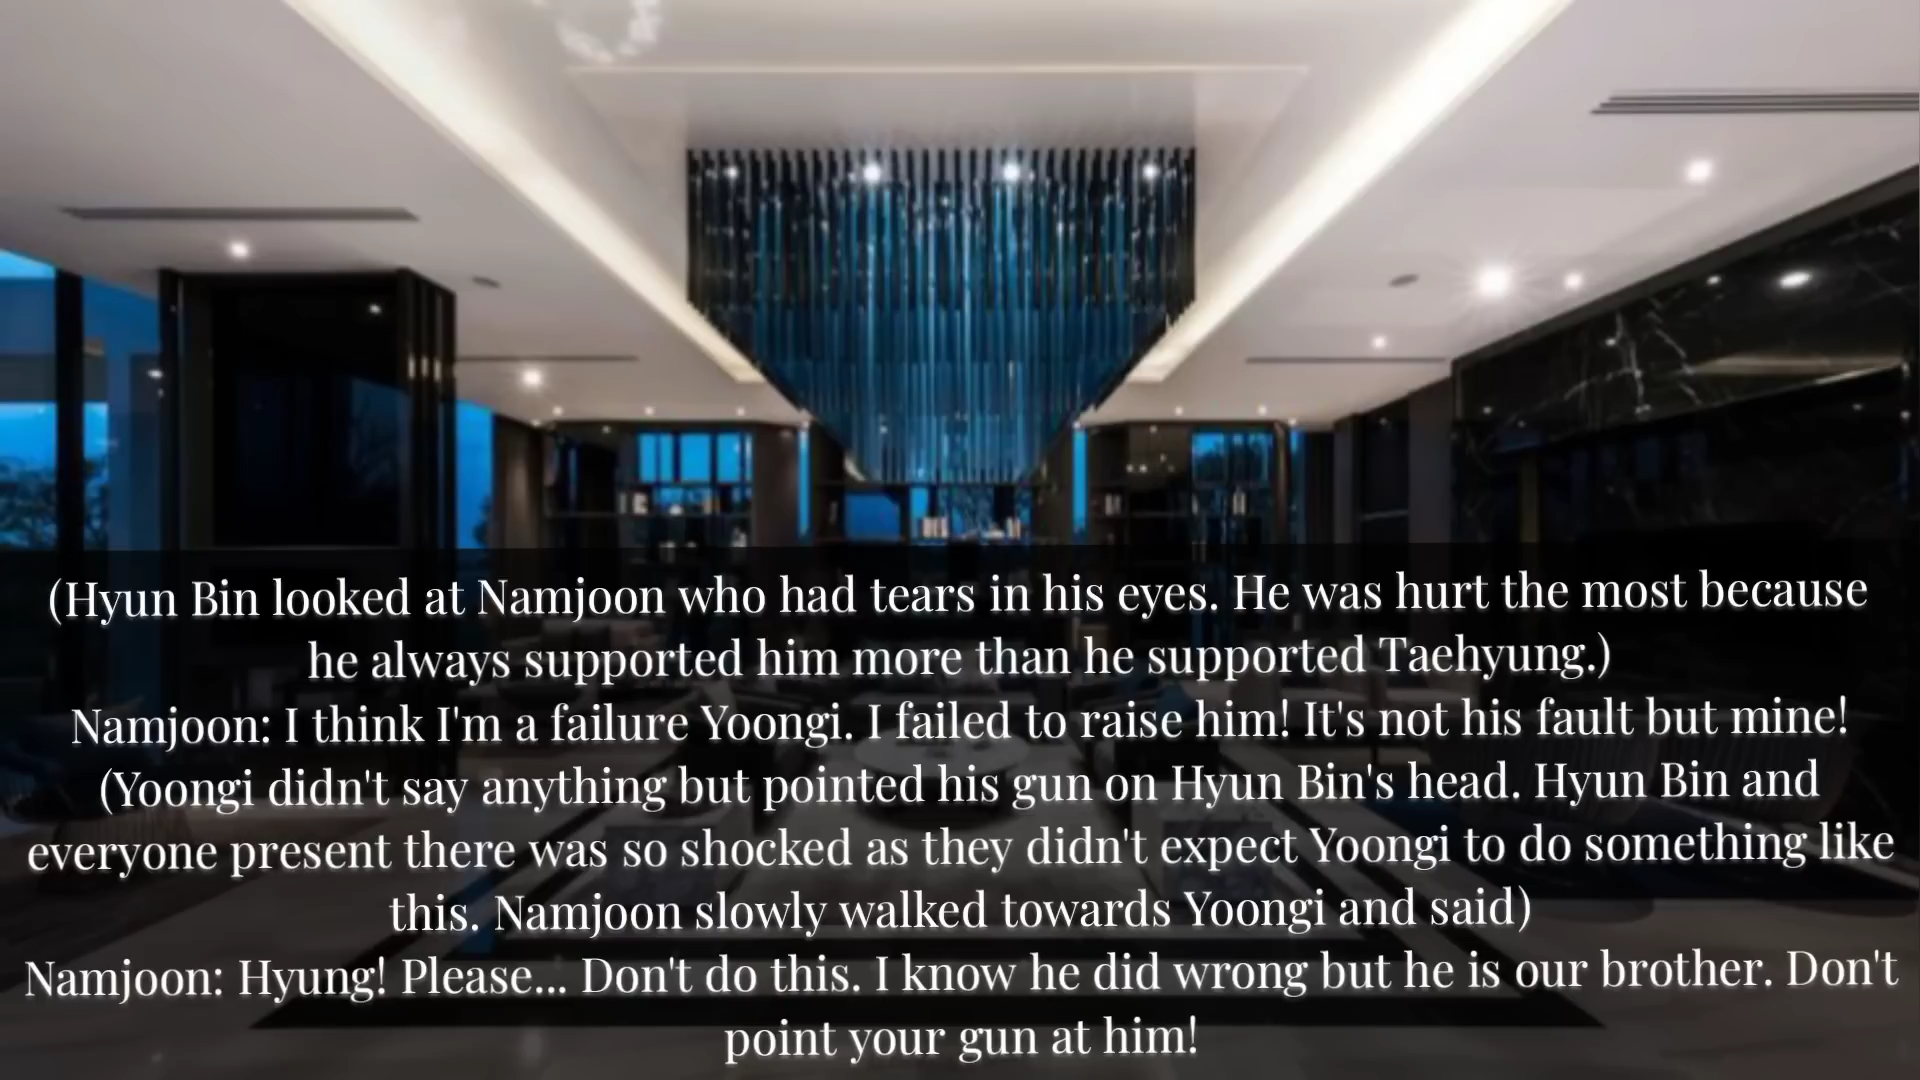 (Hyun Bin looked at Namjoon who had tears in his eyes. He was hurt the most because
he always supported him more than he supported Taehyung.)
Namjoon: I think I'm a failure Yoongi. I failed to raise him! It's not his fault but mine!
(Yoongi didn't say anything but pointed his gun on Hyun Bin's head. Hyun Bin and
everyone present there was so shocked as they didn't expect Yoongi to do something like
this. Namjoon slowly walked towards Yoongi and said)
Namjoon: Hyung! Please... Don't do this. I know he did wrong but he is our brother. Don't
point your gun at him!